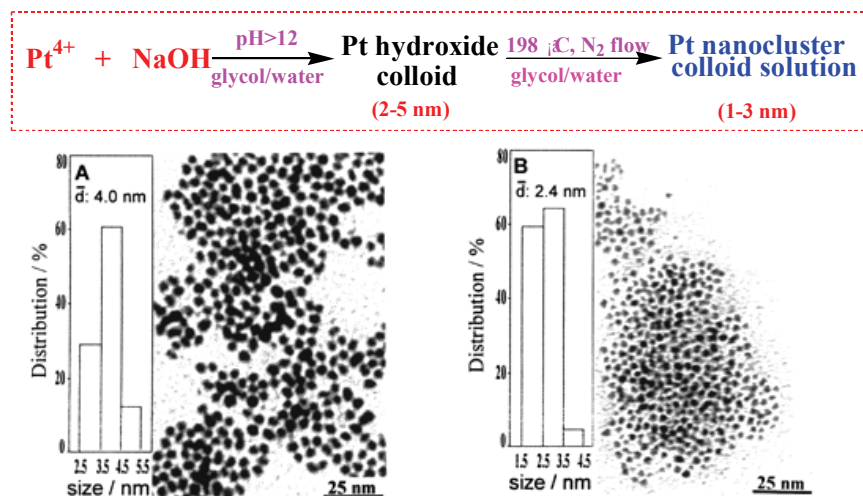 Pt4+ + NaOH pH>12 glycol/water Pt hydroxide colloid 198 ¡ãC, N2 flow glycol/water Pt nanocluster colloid solution
(2-5 nm) (1-3 nm)
A
d̄: 4.0 nm
80
60
40
20
0
Distribution / %
2.5 3.5 4.5 5.5
size / nm
25 nm
B
d̄: 2.4 nm
80
60
40
20
0
Distribution / %
1.5 2.5 3.5 4.5
size / nm
25 nm